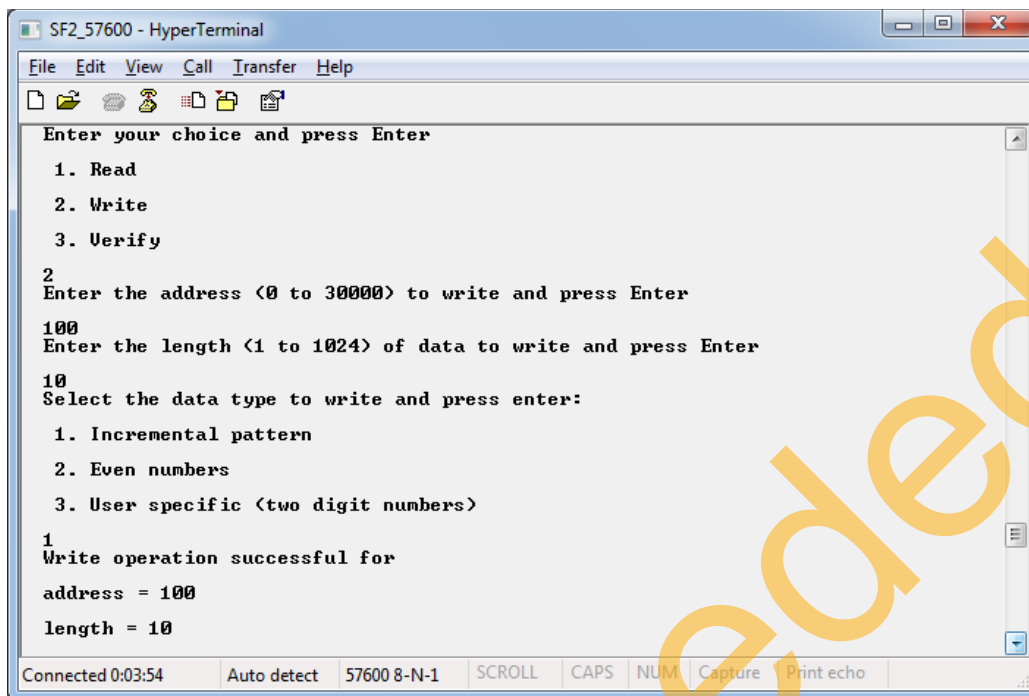 SF2_57600 - HyperTerminal
File Edit View Call Transfer Help
Enter your choice and press Enter
1. Read
2. Write
3. Verify
2
Enter the address (0 to 30000) to write and press Enter
100
Enter the length (1 to 1024) of data to write and press Enter
10
Select the data type to write and press enter:
1. Incremental pattern
2. Even numbers
3. User specific (two digit numbers)
1
Write operation successful for
address = 100
length = 10
Connected 0:03:54 Auto detect 57600 8-N-1 SCROLL CAPS NUM Capture Print echo